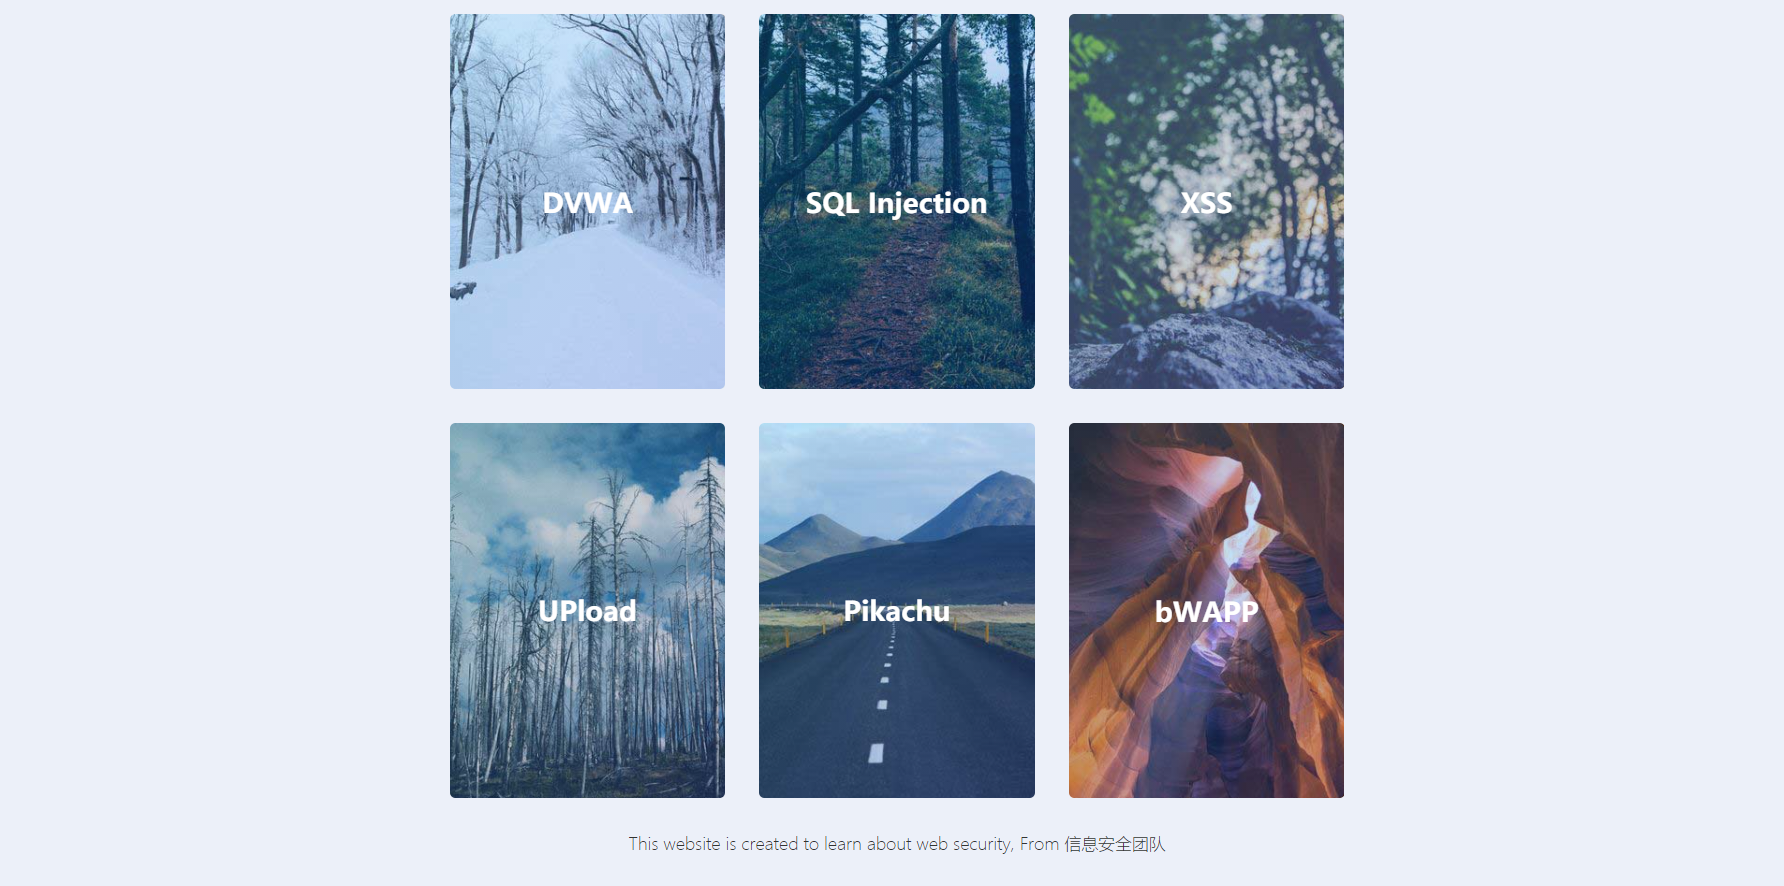 DVWA
SQL Injection
XSS
UPload
Pikachu
bWAPP
This website is created to learn about web security, From 信息安全团队